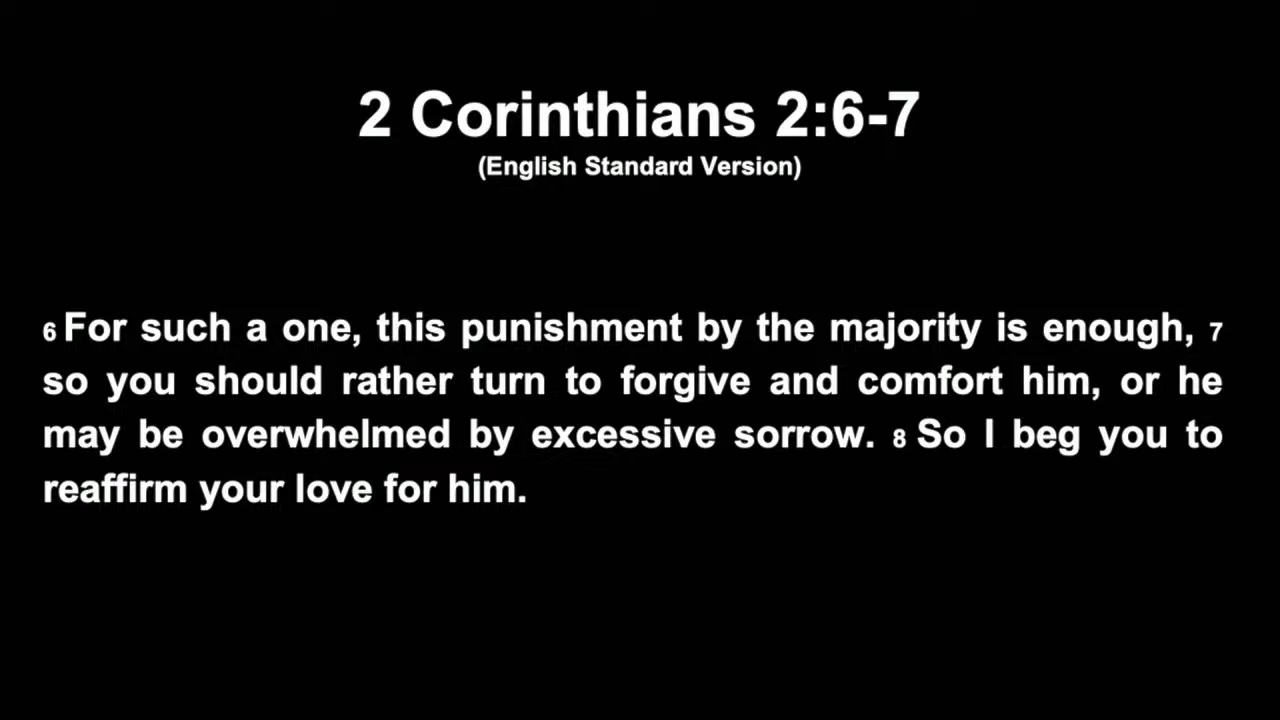 2 Corinthians 2:6-7
(English Standard Version)
6 For such a one, this punishment by the majority is enough, 7
so you should rather turn to forgive and comfort him, or he
may be overwhelmed by excessive sorrow. 8 So I beg you to
reaffirm your love for him.